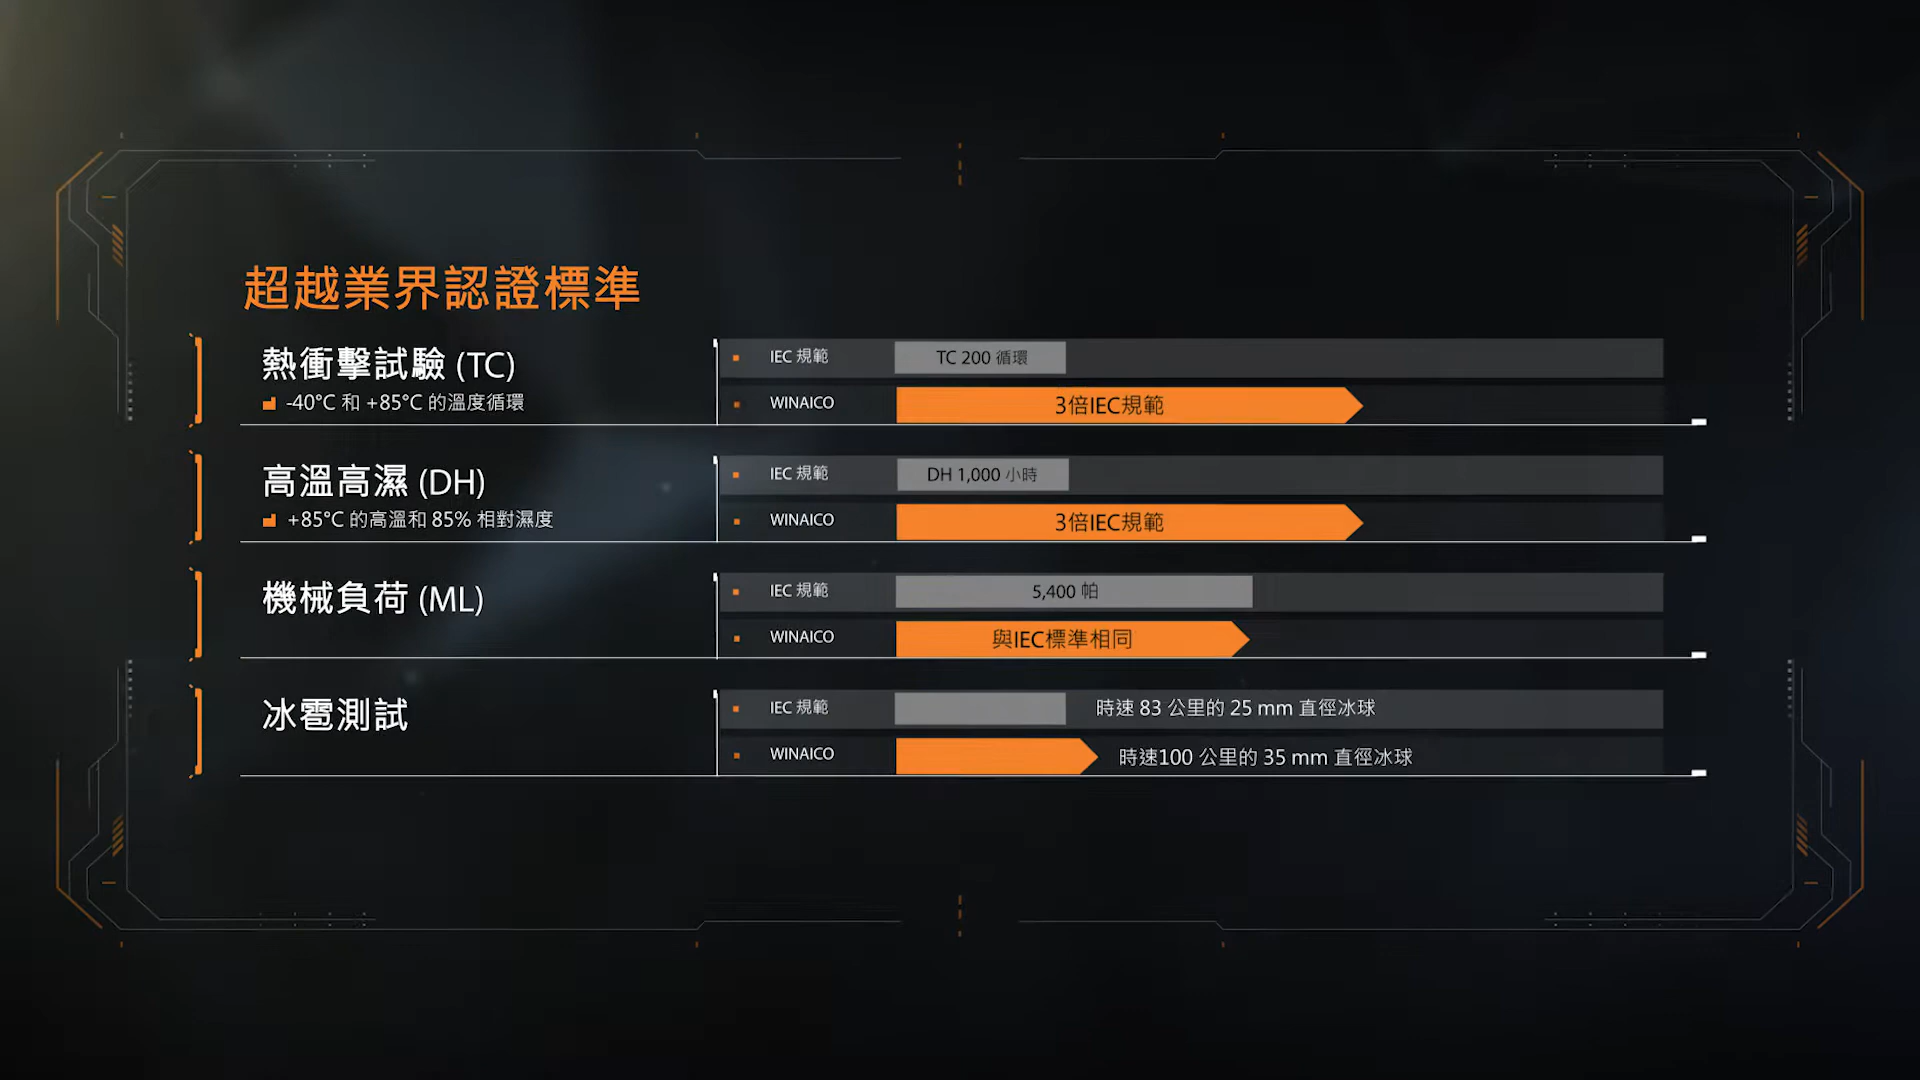 超越業界認證標準
熱衝擊試驗 (TC)
-40°C 和 +85°C 的溫度循環
IEC 規範
TC 200 循環
WINAICO
3倍IEC規範
高溫高濕 (DH)
+85°C 的高溫和 85% 相對濕度
IEC 規範
DH 1,000 小時
WINAICO
3倍IEC規範
機械負荷 (ML)
IEC 規範
5,400 帕
WINAICO
與IEC標準相同
冰雹測試
IEC 規範
時速 83 公里的 25 mm 直徑冰球
WINAICO
時速100 公里的 35 mm 直徑冰球